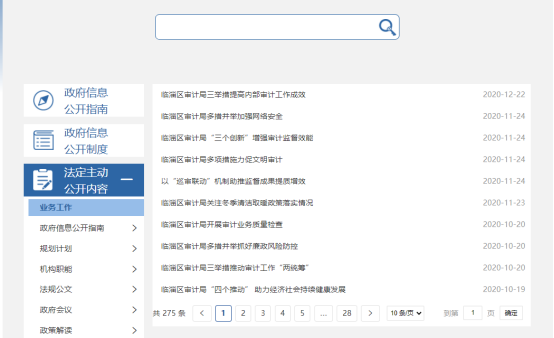 政府信息
公开指南
政府信息
公开制度
法定主动
公开内容
业务工作
政府信息公开指南
规划计划
机构职能
法规公文
政府会议
政策解读
临淄区审计局三举措提高内部审计工作成效 2020-12-22
临淄区审计局多措并举加强网络安全 2020-11-24
临淄区审计局“三个创新”增强审计监督效能 2020-11-24
临淄区审计局多项措施力促文明审计 2020-11-24
以“巡审联动”机制助推监督成果提质增效 2020-11-24
临淄区审计局关注冬季清洁取暖政策落实情况 2020-11-23
临淄区审计局开展审计业务质量检查 2020-10-20
临淄区审计局多措并举抓好廉政风险防控 2020-10-20
临淄区审计局三举措推动审计工作“两统筹” 2020-10-20
临淄区审计局“四个推动” 助力经济社会持续健康发展 2020-10-19
共 275 条 < 1 2 3 4 5 ... 28 > 10 条/页 到第 1 页 确定